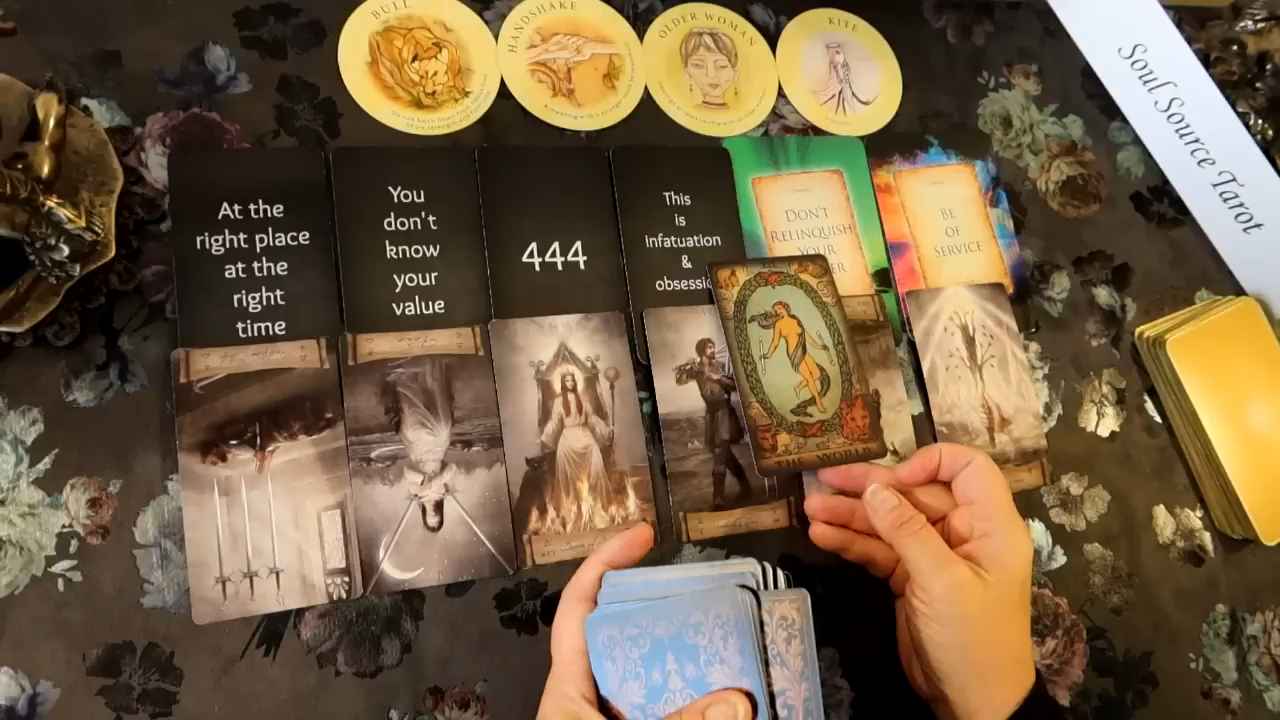 BULL
HANDSHAKE
OLDER WOMAN
KITE
Soul Source Tarot
At the
right place
at the
right
time
You
don't
know
your
value
444
This
is
infatuation
&
DON'T
RELINQUISH
YOUR
BE
OF
SERVICE
THE WORLD